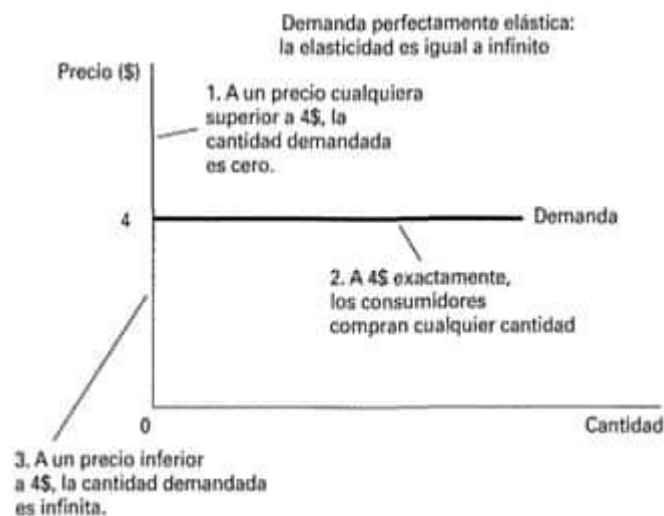 Demanda perfectamente elástica:
la elasticidad es igual a infinito
Precio ($)
1. A un precio cualquiera
superior a 4$, la
cantidad demandada
es cero.
4
Demanda
2. A 4$ exactamente,
los consumidores
compran cualquier cantidad
0
Cantidad
3. A un precio inferior
a 4$, la cantidad demandada
es infinita.